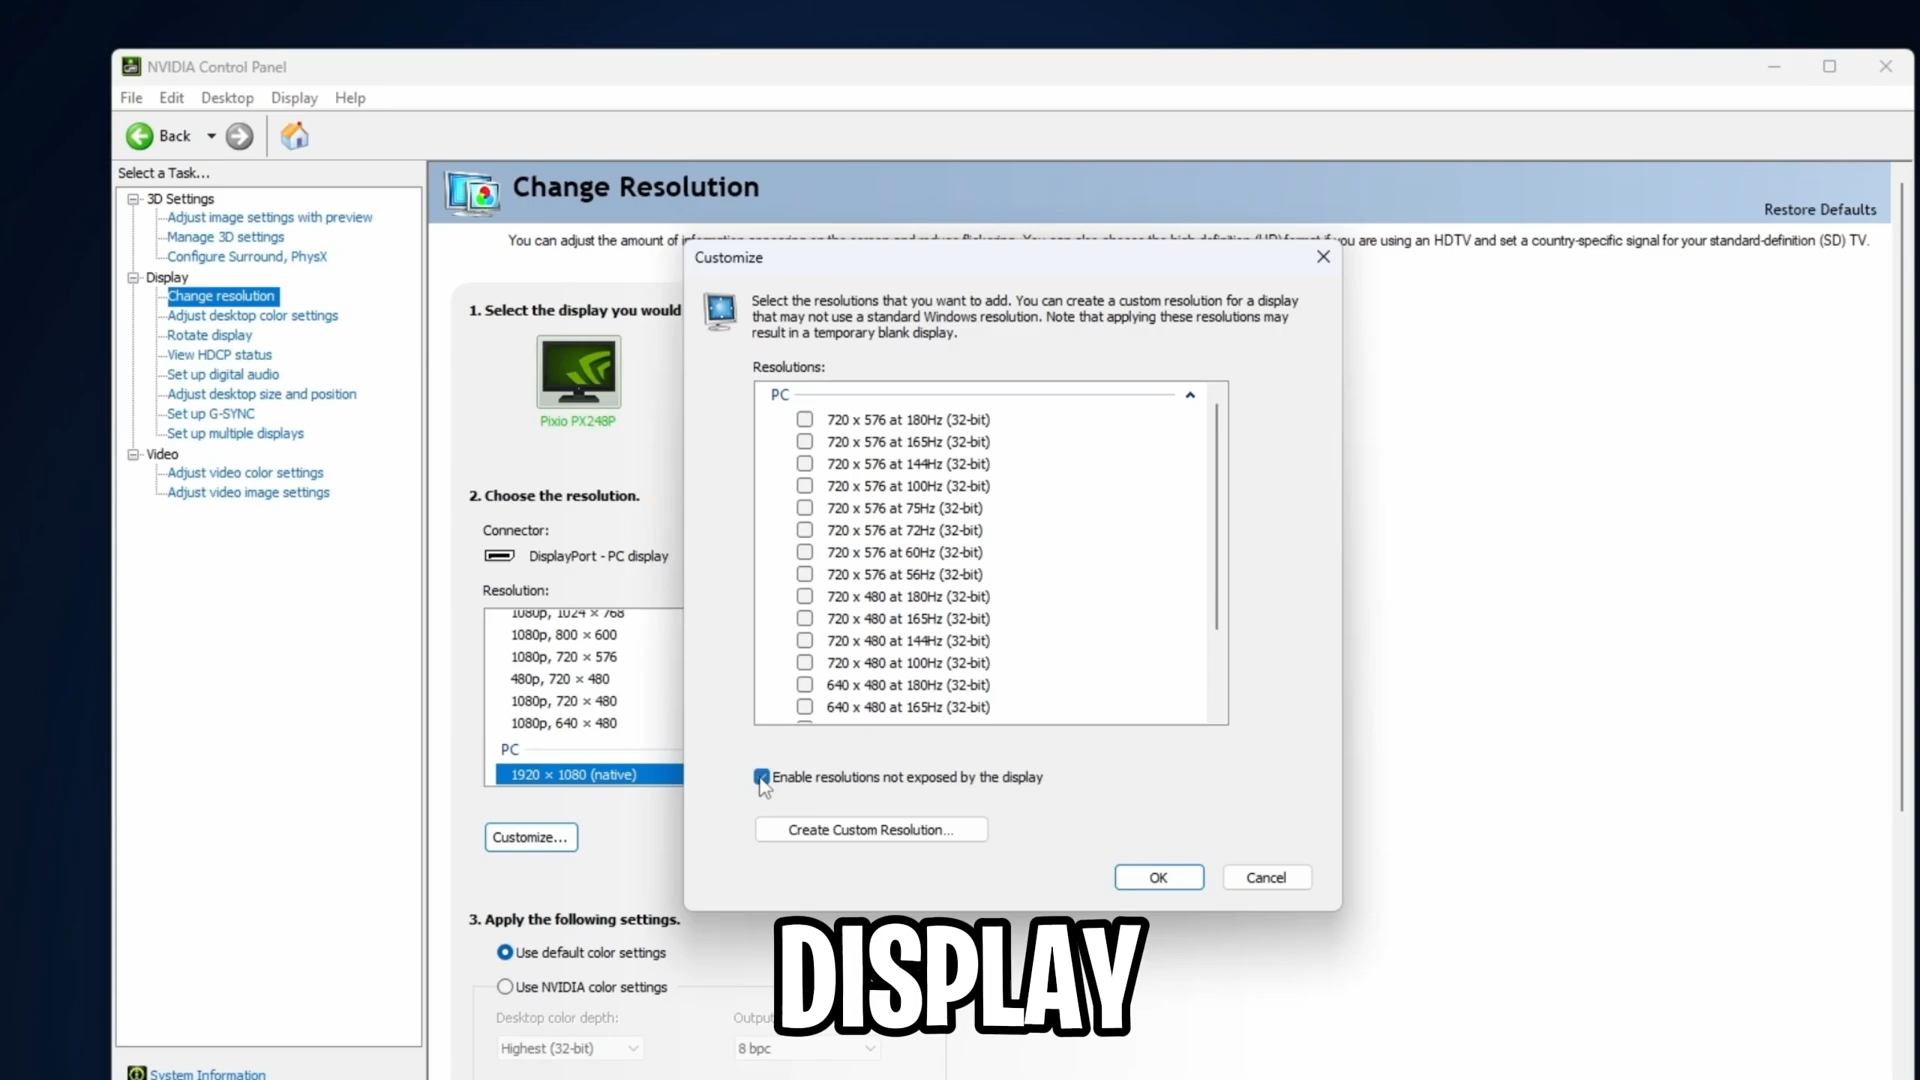 NVIDIA Control Panel
File Edit Desktop Display Help
Back
Select a Task...
3D Settings
Adjust image settings with preview
Manage 3D settings
Configure Surround, PhysX
Display
Change resolution
Adjust desktop color settings
Rotate display
View HDCP status
Set up digital audio
Adjust desktop size and position
Set up G-SYNC
Set up multiple displays
Video
Adjust video color settings
Adjust video image settings
System Information
Change Resolution
Restore Defaults
You can adjust the amount of information appearing on the screen and reduce flickering. You can also choose the high definition (HD) format if you are using an HDTV and set a country-specific signal for your standard-definition (SD) TV.
1. Select the display you would
Pixio PX248P
2. Choose the resolution.
Connector:
DisplayPort - PC display
Resolution:
1080p, 1024 × 768
1080p, 800 × 600
1080p, 720 × 576
480p, 720 × 480
1080p, 720 × 480
1080p, 640 × 480
PC
1920 × 1080 (native)
Customize...
3. Apply the following settings.
Use default color settings
Use NVIDIA color settings
Desktop color depth:
Highest (32-bit)
Output
8 bpc
Customize
Select the resolutions that you want to add. You can create a custom resolution for a display
that may not use a standard Windows resolution. Note that applying these resolutions may
result in a temporary blank display.
Resolutions:
PC
720 x 576 at 180Hz (32-bit)
720 x 576 at 165Hz (32-bit)
720 x 576 at 144Hz (32-bit)
720 x 576 at 100Hz (32-bit)
720 x 576 at 75Hz (32-bit)
720 x 576 at 72Hz (32-bit)
720 x 576 at 60Hz (32-bit)
720 x 576 at 56Hz (32-bit)
720 x 480 at 180Hz (32-bit)
720 x 480 at 165Hz (32-bit)
720 x 480 at 144Hz (32-bit)
720 x 480 at 100Hz (32-bit)
640 x 480 at 180Hz (32-bit)
640 x 480 at 165Hz (32-bit)
Enable resolutions not exposed by the display
Create Custom Resolution...
OK
Cancel
DISPLAY